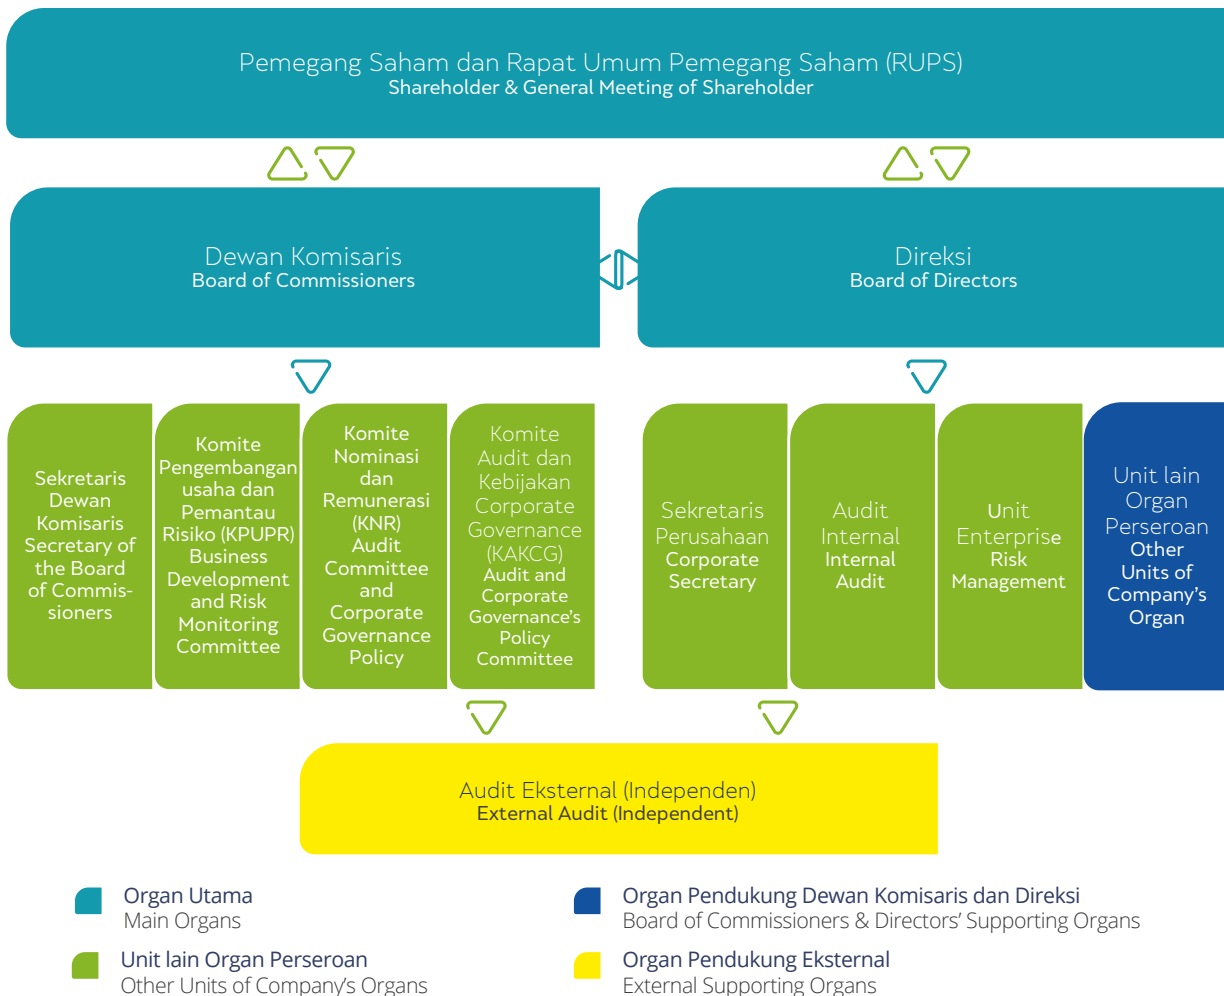 Pemegang Saham dan Rapat Umum Pemegang Saham (RUPS)
Shareholder & General Meeting of Shareholder
Dewan Komisaris
Board of Commissioners
Direksi
Board of Directors
Sekretaris
Dewan
Komisaris
Secretary of
the Board
of Commis-
sioners
Komite
Pengembangan
usaha dan
Pemantau
Risiko (KPUPR)
Business
Development
and Risk
Monitoring
Committee
Komite
Nominasi
dan
Remunerasi
(KNR)
Audit
Committee
and
Corporate
Governance
Policy
Komite
Audit dan
Kebijakan
Corporate
Governance
(KAKCG)
Audit and
Corporate
Governance's
Policy
Committee
Sekretaris
Perusahaan
Corporate
Secretary
Audit
Internal
Internal
Audit
Unit
Enterprise
Risk
Management
Unit lain
Organ
Perseroan
Other
Units of
Company's
Organ
Audit Eksternal (Independen)
External Audit (Independent)
Organ Utama
Main Organs
Unit lain Organ Perseroan
Other Units of Company's Organs
Organ Pendukung Dewan Komisaris dan Direksi
Board of Commissioners & Directors' Supporting Organs
Organ Pendukung Eksternal
External Supporting Organs